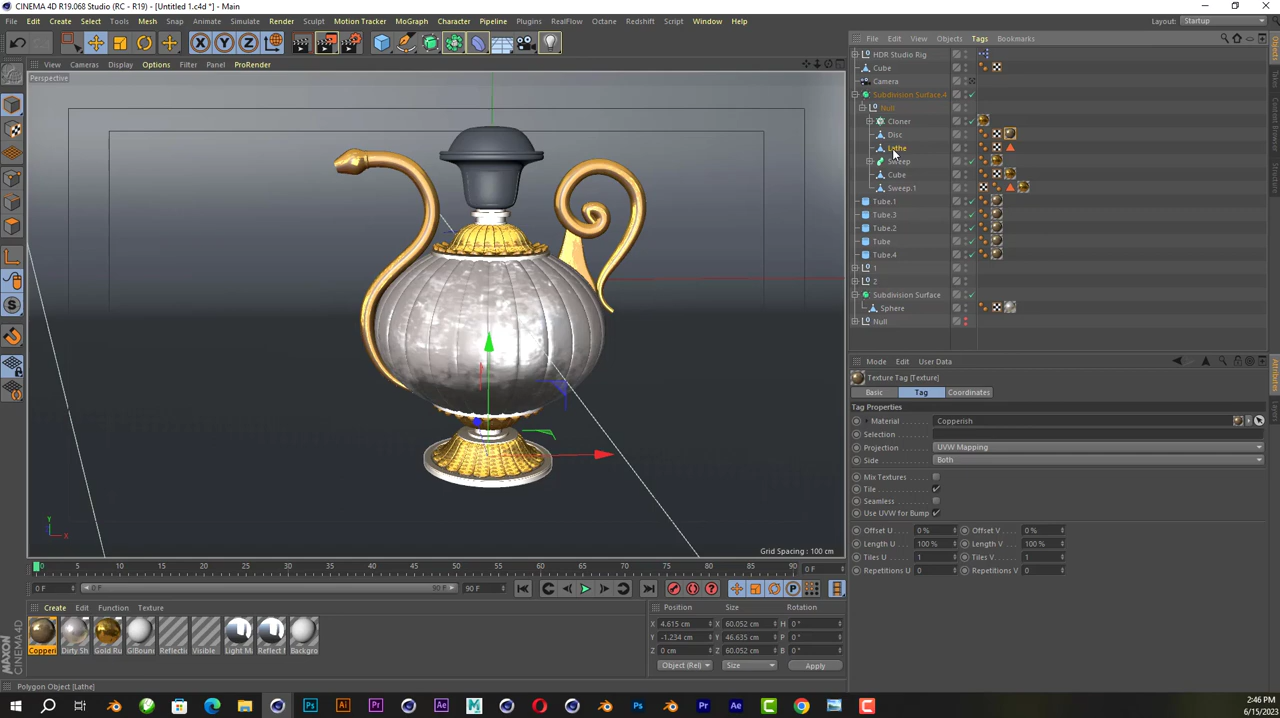 CINEMA 4D R19.068 Studio (RC - R19) - [Untitled 1.c4d *] - Main
File Edit Create Select Tools Mesh Snap Animate Simulate Render Sculpt Motion Tracker MoGraph Character Pipeline Plugins RealFlow Octane Redshift Script Window Help Layout: Startup
View Cameras Display Options Filter Panel ProRender
Perspective
Grid Spacing : 100 cm
Y
X
File Edit View Objects Tags Bookmarks
HDR Studio Rig
Cube
Camera
Subdivision Surface.4
Null
Cloner
Disc
Lathe
Sweep
Cube
Sweep.1
Tube.1
Tube.3
Tube.2
Tube
Tube.4
1
2
Subdivision Surface
Sphere
Null
Objects
Takes
Structure
Attributes
Layers
Mode Edit User Data
Texture Tag [Texture]
Basic Tag Coordinates
Tag Properties
Material Copperish
Selection
Projection UVW Mapping
Side Both
Mix Textures
Tile
Seamless
Use UVW for Bump
Offset U 0 % Offset V 0 %
Length U 100 % Length V 100 %
Tiles U 1 Tiles V 1
Repetitions U 0 Repetitions V 0
0 5 10 15 20 25 30 35 40 45 50 55 60 65 70 75 80 85 90 0 F
0 F 0 F 90 F 90 F
Create Edit Function Texture
Copperi Dirty Sh Gold Ru GIBound Reflecti Visible Light M Reflect M Backgro
Position Size Rotation
X 4.615 cm X 60.052 cm H 0 °
Y -1.234 cm Y 46.635 cm P 0 °
Z 0 cm Z 60.052 cm B 0 °
Object (Rel) Size Apply
MAXON CINEMA 4D
Polygon Object [Lathe]
2:46 PM
6/15/2023